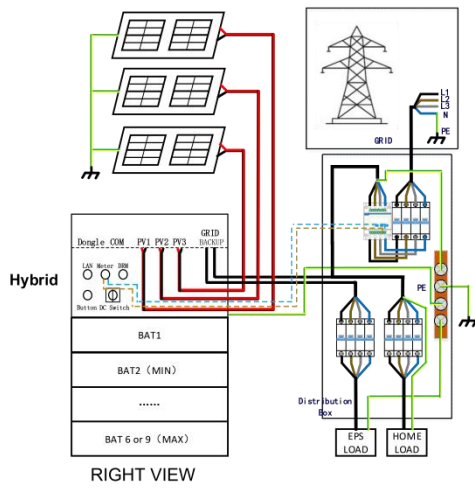 L1
L2
L3
N
PE
GRID
GRID
Dongle COM PV1 PV2 PV3 BACKUP
LAN Meter DRM
Hybrid
Button DC Switch
PE
BAT1
BAT2（MIN）
......
BAT 6 or 9（MAX）
Distribution
Box
EPS
LOAD
HOME
LOAD
RIGHT VIEW